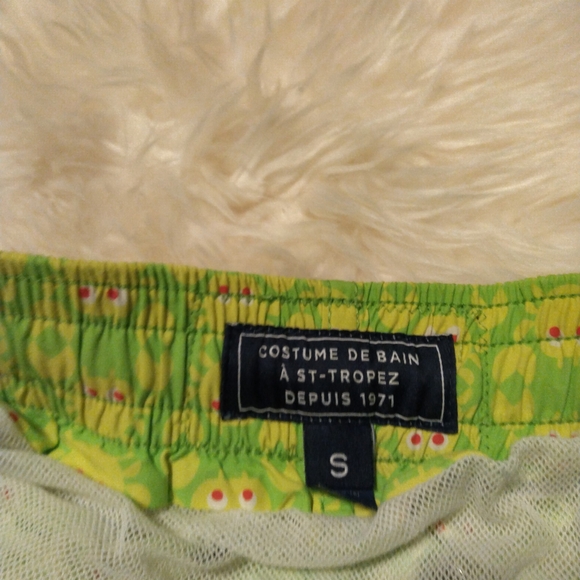 COSTUME DE BAIN
À ST-TROPEZ
DEPUIS 1971
S